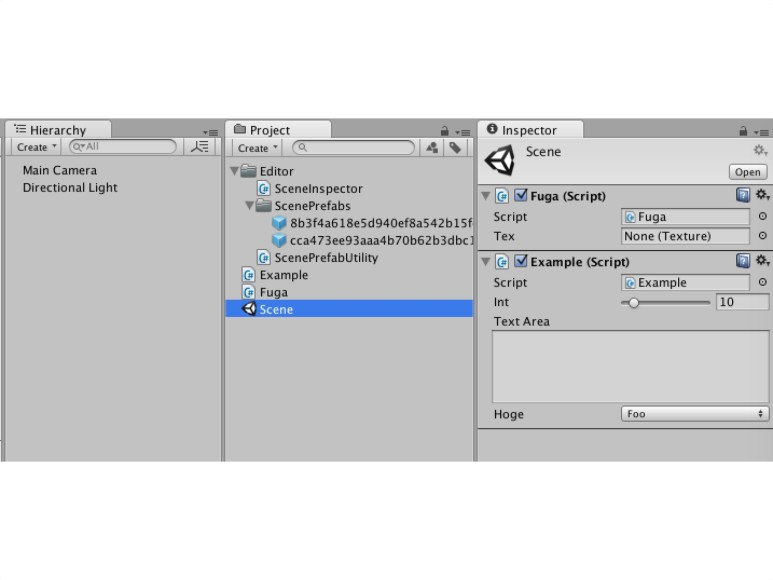 Hierarchy
Create
All
Main Camera
Directional Light
Project
Create
Editor
SceneInspector
ScenePrefabs
8b3f4a618e5d940ef8a542b15f
cca473ee93aaa4b70b62b3dbc1
ScenePrefabUtility
Example
Fuga
Scene
Inspector
Scene
Open
Fuga (Script)
Script Fuga
Tex None (Texture)
Example (Script)
Script Example
Int 10
Text Area
Hoge Foo